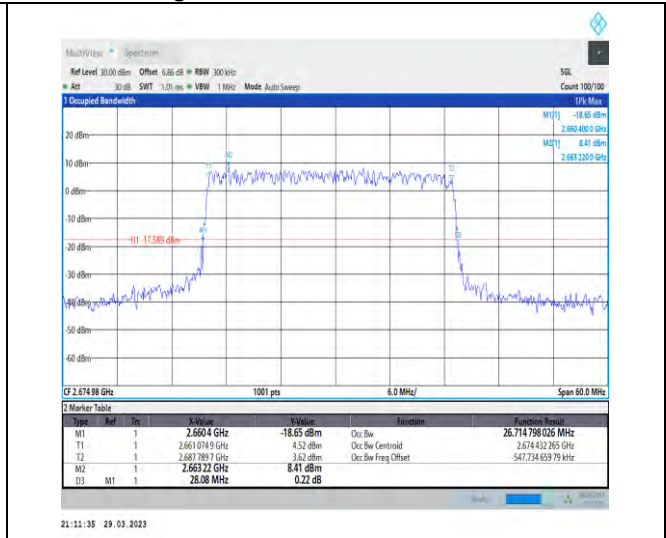 MultiView Spectrum
Ref Level 30.00 dBm Offset 6.86 dB RBW 300 kHz SGL
Att 30 dB SWT 1.01 ms VBW 1 MHz Mode Auto Sweep Count 100/100
1 Occupied Bandwidth 1Pk Max
M1[1] -18.65 dBm
2.660 400 0 GHz
M2[1] 8.41 dBm
2.663 220 0 GHz
20 dBm
10 dBm
0 dBm
-10 dBm
-20 dBm
-30 dBm
-40 dBm
-50 dBm
-60 dBm
H1 -17.589 dBm
T1
M2
T2
M1
D3
CF 2.674 98 GHz 1001 pts 6.0 MHz/ Span 60.0 MHz
2 Marker Table
Type Ref Trc X-Value Y-Value Function Function Result
M1 1 2.660 4 GHz -18.65 dBm Occ Bw 26.714 798 026 MHz
T1 1 2.661 074 9 GHz 4.52 dBm Occ Bw Centroid 2.674 432 265 GHz
T2 1 2.687 789 7 GHz 3.62 dBm Occ Bw Freq Offset -547.734 659 79 kHz
M2 1 2.663 22 GHz 8.41 dBm
D3 M1 1 28.08 MHz 0.22 dB
21:11:35 29.03.2023